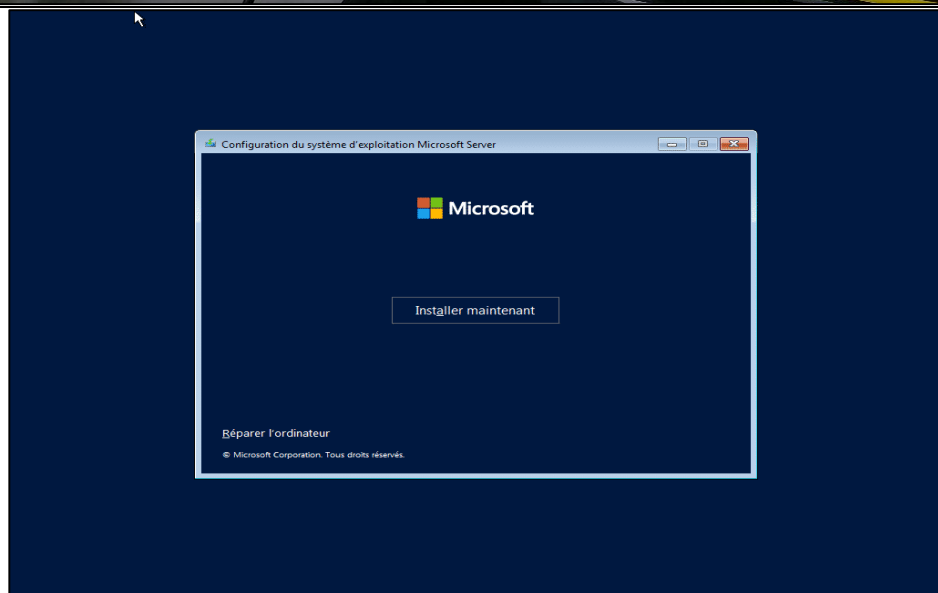 Configuration du système d'exploitation Microsoft Server
Microsoft
Installer maintenant
Réparer l'ordinateur
© Microsoft Corporation. Tous droits réservés.